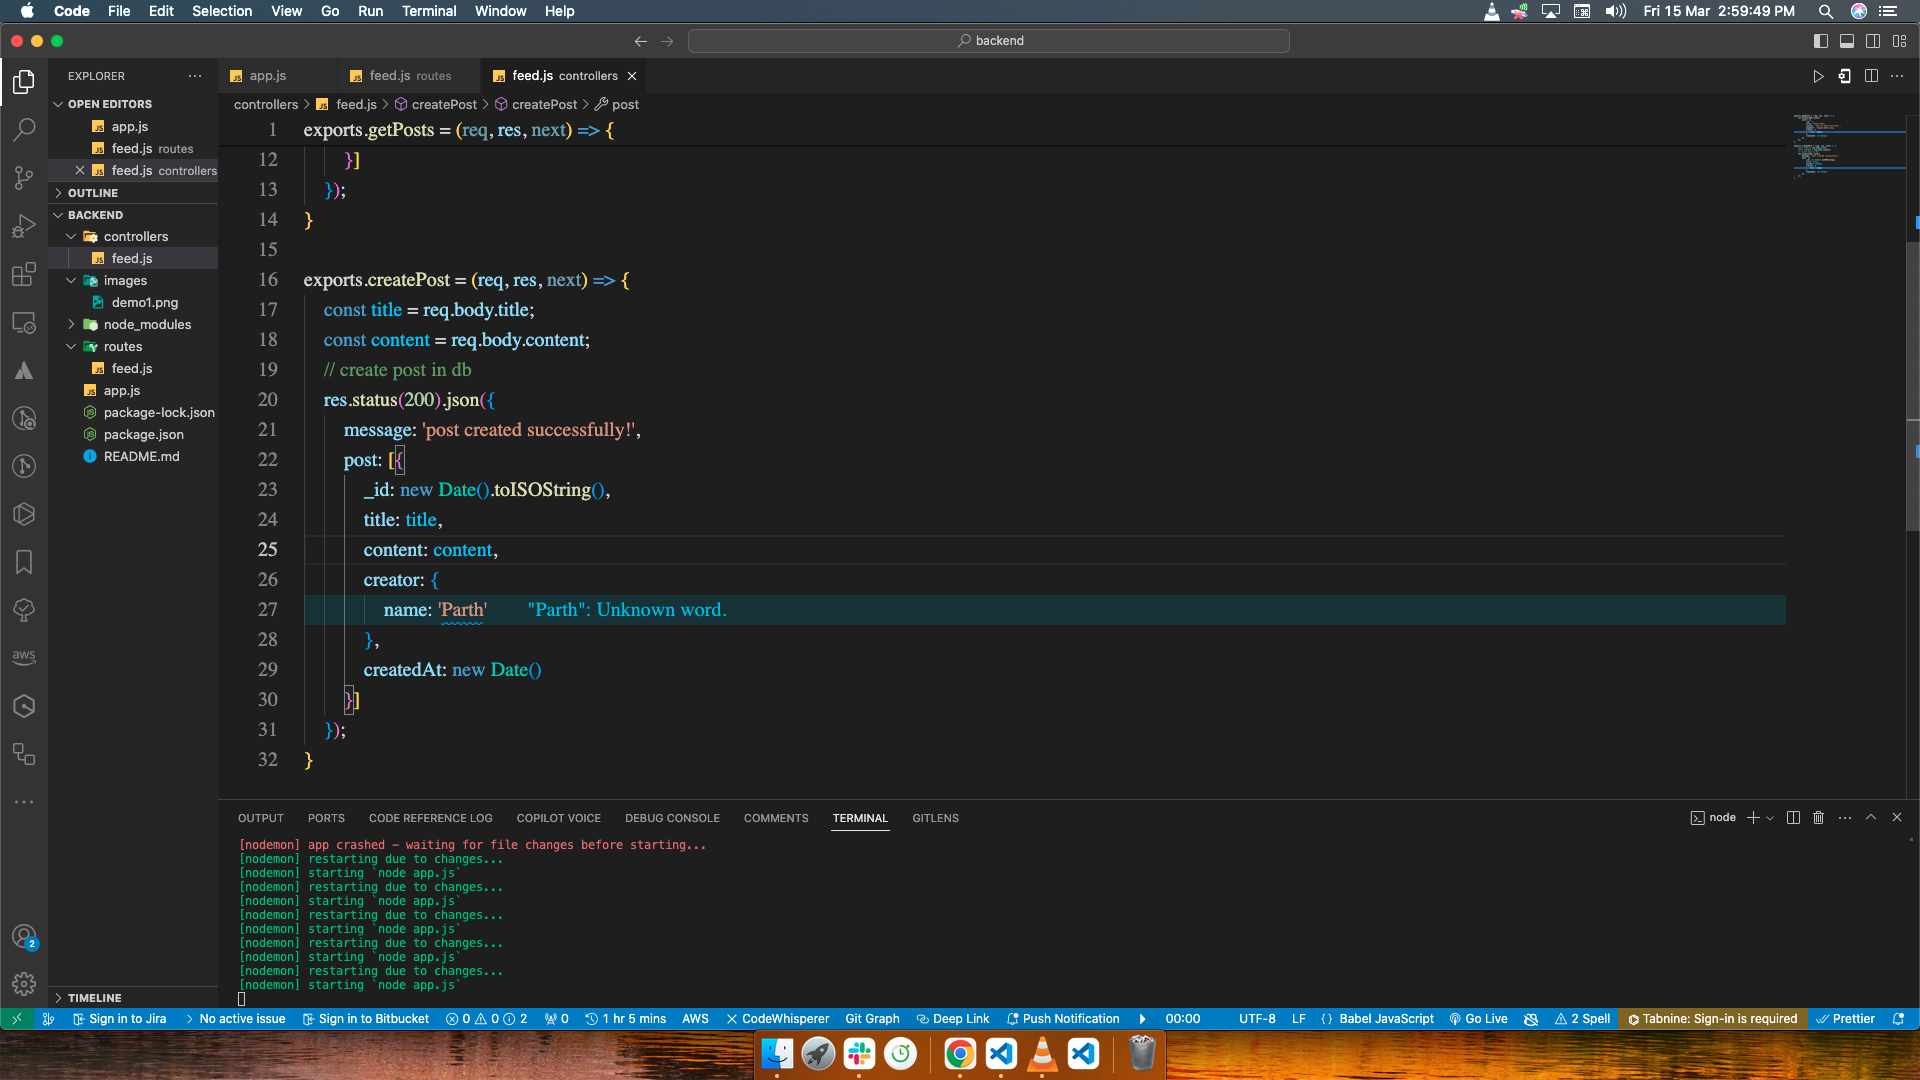 Code File Edit Selection View Go Run Terminal Window Help Fri 15 Mar 2:59:49 PM
backend
EXPLORER
OPEN EDITORS
app.js
feed.js routes
feed.js controllers
OUTLINE
BACKEND
controllers
feed.js
images
demo1.png
node_modules
routes
feed.js
app.js
package-lock.json
package.json
README.md
TIMELINE
aws
2
app.js feed.js routes feed.js controllers
controllers feed.js createPost createPost post
1 exports.getPosts = (req, res, next) => {
12 }]
13 });
14 }
15
16 exports.createPost = (req, res, next) => {
17 const title = req.body.title;
18 const content = req.body.content;
19 // create post in db
20 res.status(200).json({
21 message: 'post created successfully!',
22 post: [{
23 _id: new Date().toISOString(),
24 title: title,
25 content: content,
26 creator: {
27 name: 'Parth' "Parth": Unknown word.
28 },
29 createdAt: new Date()
30 }]
31 });
32 }
OUTPUT PORTS CODE REFERENCE LOG COPILOT VOICE DEBUG CONSOLE COMMENTS TERMINAL GITLENS node
[nodemon] app crashed - waiting for file changes before starting...
[nodemon] restarting due to changes...
[nodemon] starting `node app.js`
[nodemon] restarting due to changes...
[nodemon] starting `node app.js`
[nodemon] restarting due to changes...
[nodemon] starting `node app.js`
[nodemon] restarting due to changes...
[nodemon] starting `node app.js`
[nodemon] restarting due to changes...
[nodemon] starting `node app.js`
Sign in to Jira No active issue Sign in to Bitbucket 0 0 2 0 1 hr 5 mins AWS CodeWhisperer Git Graph Deep Link Push Notification 00:00 UTF-8 LF {} Babel JavaScript Go Live 2 Spell Tabnine: Sign-in is required Prettier